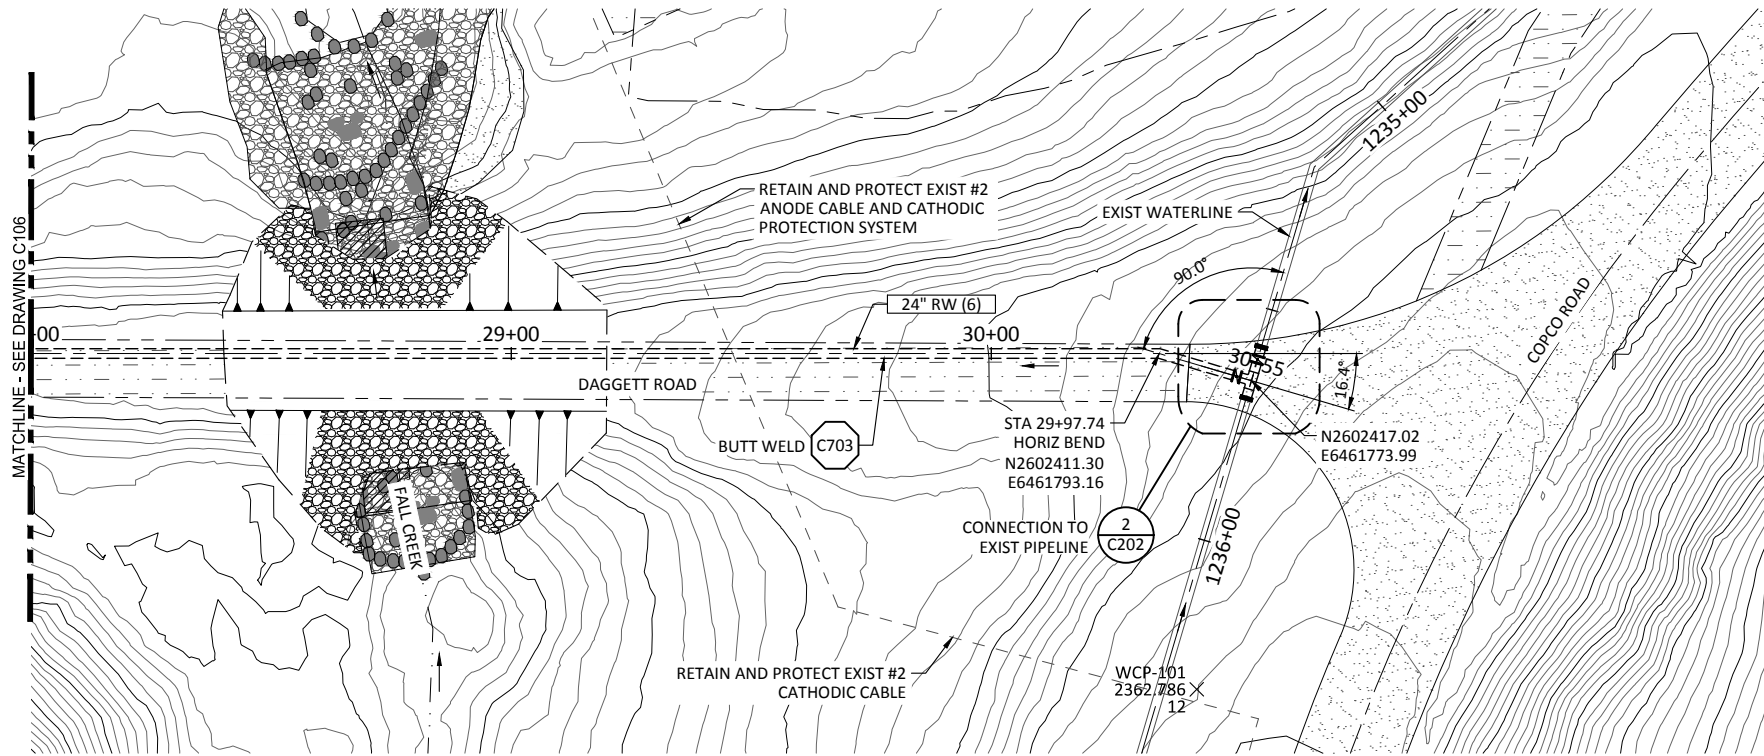 MATCHLINE - SEE DRAWING C106
RETAIN AND PROTECT EXIST #2
ANODE CABLE AND CATHODIC
PROTECTION SYSTEM
EXIST WATERLINE
1235+00
90.0°
COPCO ROAD
24" RW (6)
00
29+00
30+00
30+55
16.4°
DAGGETT ROAD
BUTT WELD
C703
STA 29+97.74
HORIZ BEND
N2602411.30
E6461793.16
N2602417.02
E6461773.99
FALL CREEK
CONNECTION TO
EXIST PIPELINE
2
C202
1236+00
RETAIN AND PROTECT EXIST #2
CATHODIC CABLE
WCP-101
2362.786
12